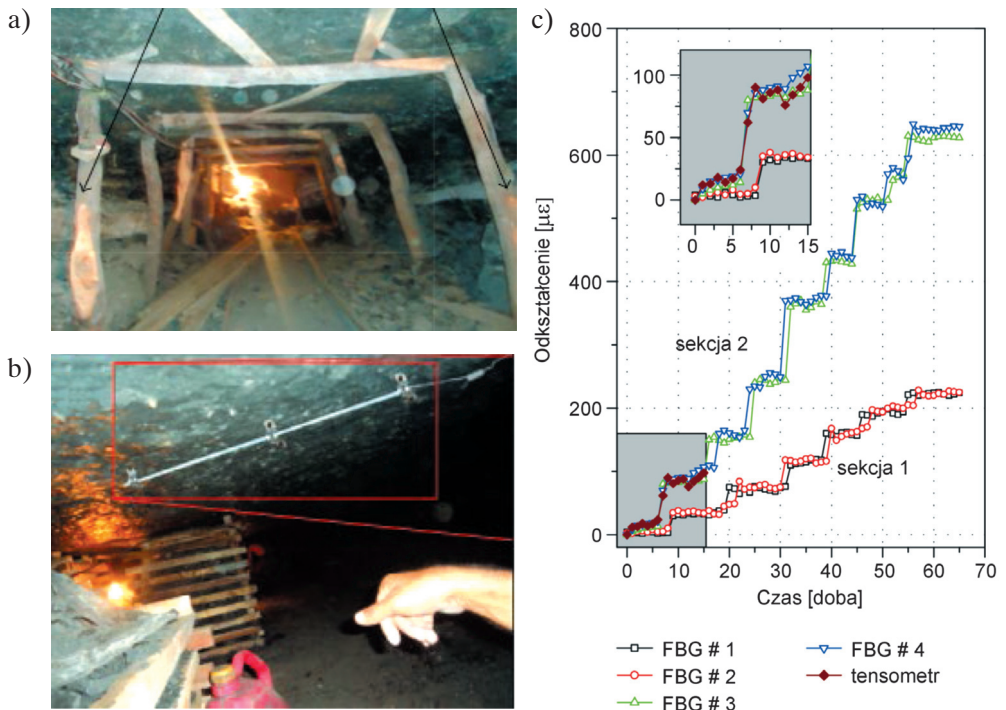 a)
b)
c)
800
600
400
200
0
Odkształcenie [με]
100
50
0
0 5 10 15
sekcja 2
sekcja 1
0 10 20 30 40 50 60 70
Czas [doba]
FBG # 1
FBG # 2
FBG # 3
FBG # 4
tensometr